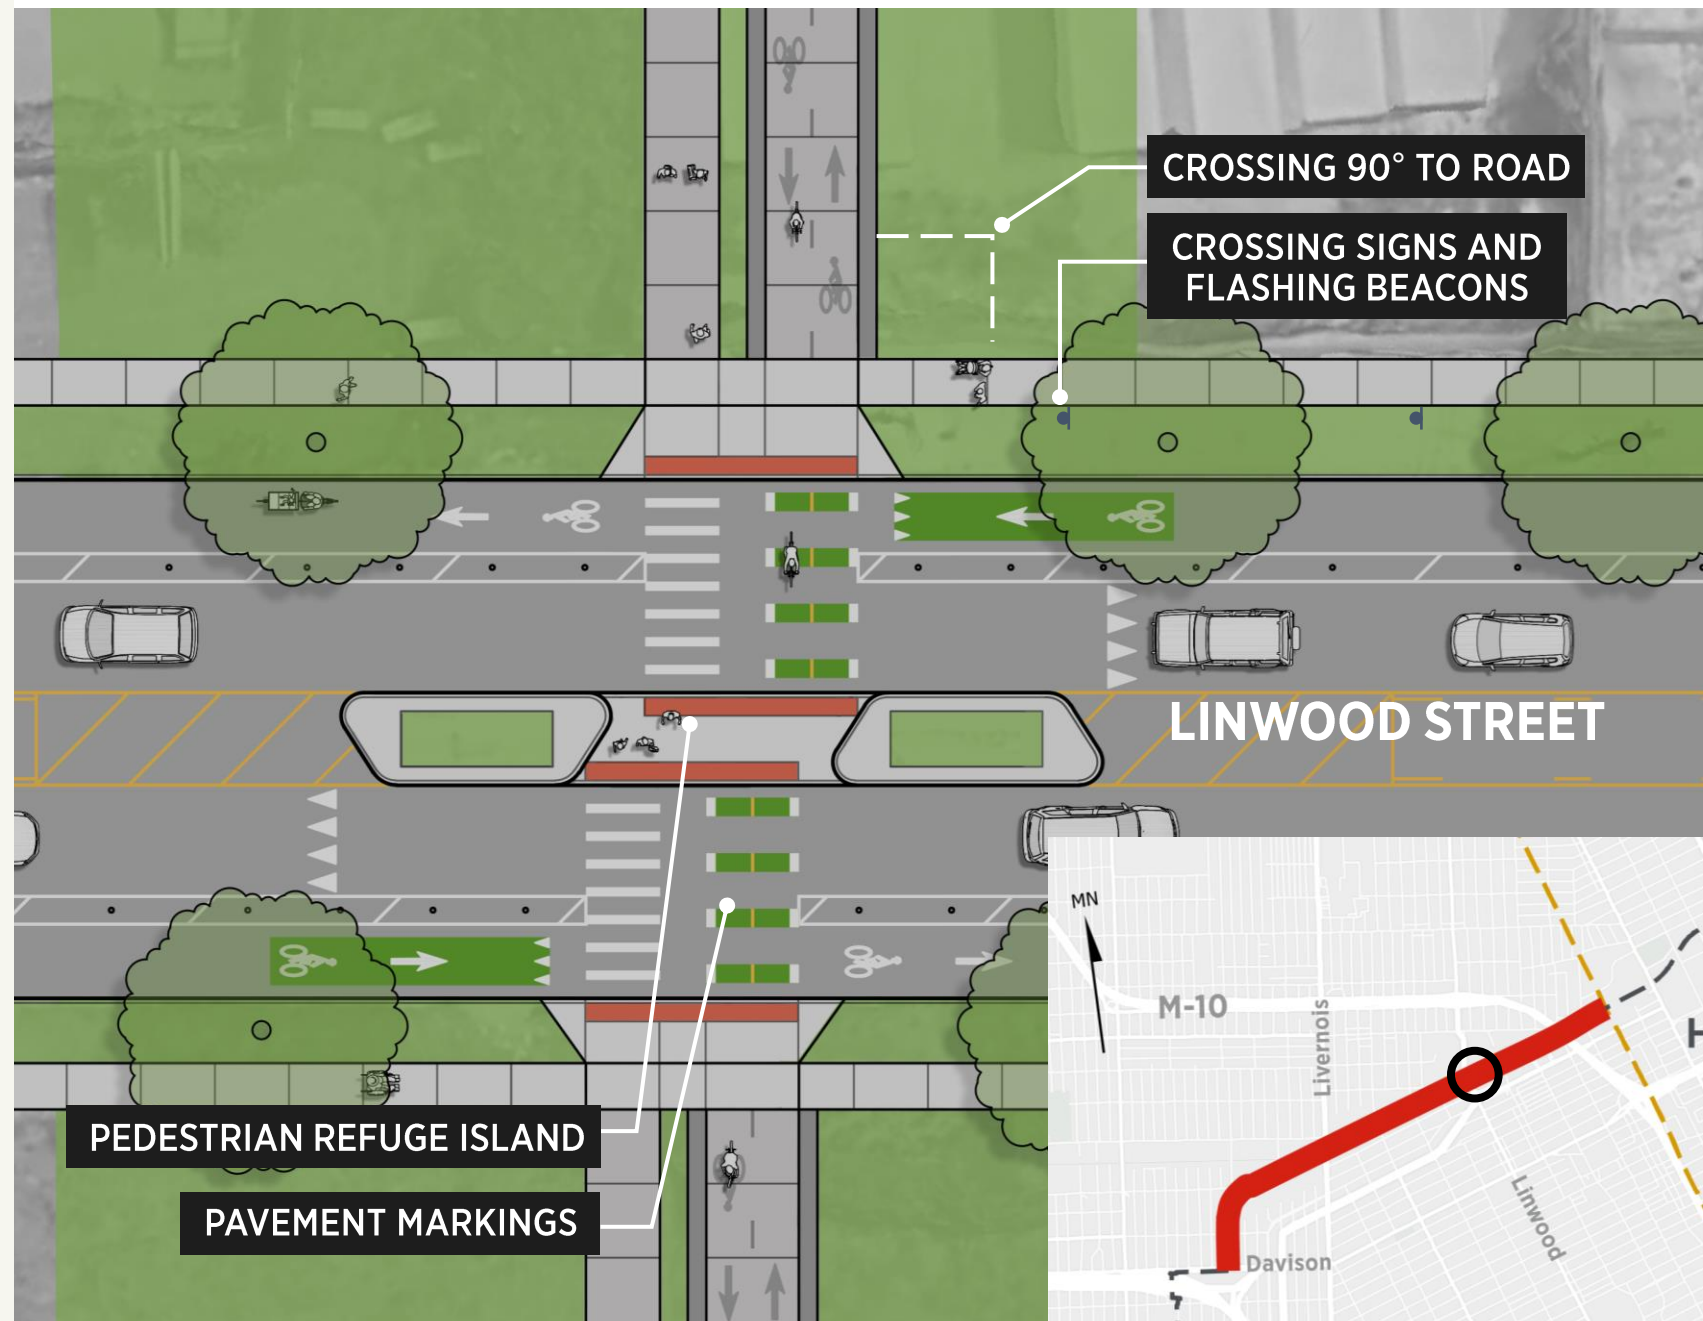 CROSSING 90° TO ROAD
CROSSING SIGNS AND
FLASHING BEACONS
LINWOOD STREET
PEDESTRIAN REFUGE ISLAND
PAVEMENT MARKINGS
MN
M-10
Livernois
H
Linwood
Davison